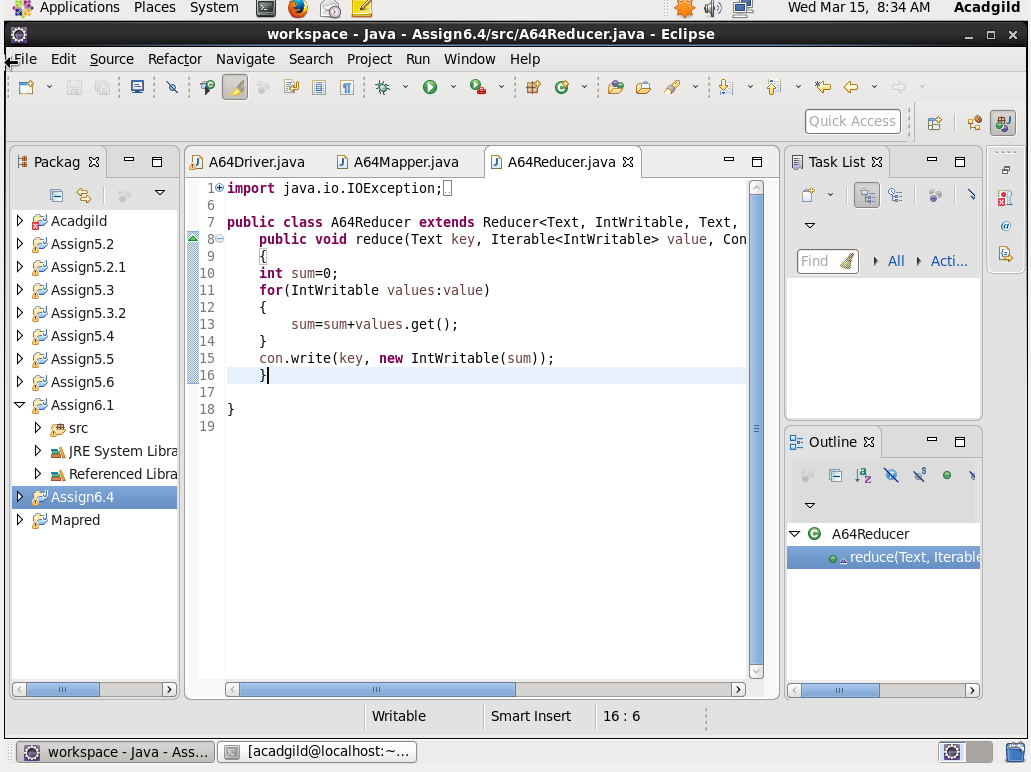 Applications Places System Wed Mar 15, 8:34 AM Acadgild
workspace - Java - Assign6.4/src/A64Reducer.java - Eclipse
File Edit Source Refactor Navigate Search Project Run Window Help
Quick Access
Packag
Acadgild
Assign5.2
Assign5.2.1
Assign5.3
Assign5.3.2
Assign5.4
Assign5.5
Assign5.6
Assign6.1
src
JRE System Libra
Referenced Libra
Assign6.4
Mapred
A64Driver.java A64Mapper.java A64Reducer.java
1 import java.io.IOException;
6
7 public class A64Reducer extends Reducer<Text, IntWritable, Text,
8 public void reduce(Text key, Iterable<IntWritable> value, Con
9 {
10 int sum=0;
11 for(IntWritable values:value)
12 {
13 sum=sum+values.get();
14 }
15 con.write(key, new IntWritable(sum));
16 }
17
18 }
19
Task List
Find All Acti...
Outline
A64Reducer
reduce(Text, Iterable
Writable Smart Insert 16 : 6
workspace - Java - Ass... [acadgild@localhost:~...